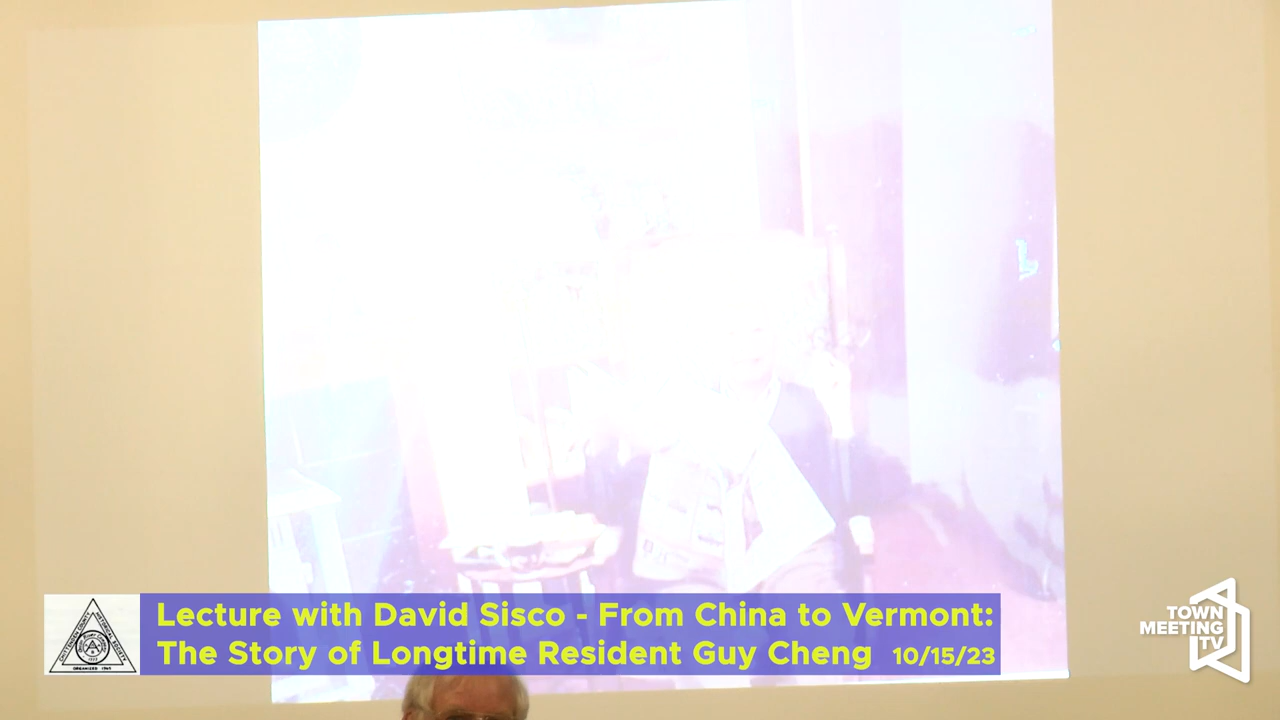 Lecture with David Sisco - From China to Vermont:
The Story of Longtime Resident Guy Cheng 10/15/23
TOWN
MEETING
TV